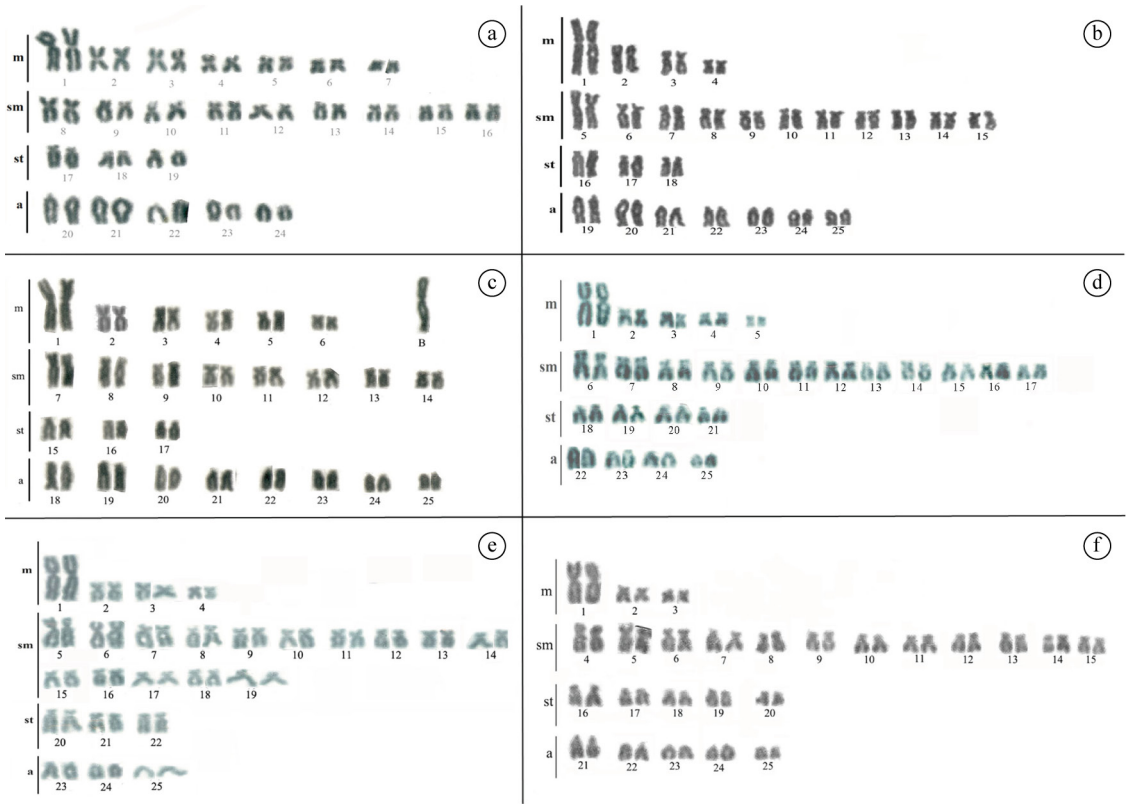 a
m
1 2 3 4 5 6 7
sm
8 9 10 11 12 13 14 15 16
st
17 18 19
a
20 21 22 23 24
b
m
1 2 3 4
sm
5 6 7 8 9 10 11 12 13 14 15
st
16 17 18
a
19 20 21 22 23 24 25
c
m
1 2 3 4 5 6 B
sm
7 8 9 10 11 12 13 14
st
15 16 17
a
18 19 20 21 22 23 24 25
d
m
1 2 3 4 5
sm
6 7 8 9 10 11 12 13 14 15 16 17
st
18 19 20 21
a
22 23 24 25
e
m
1 2 3 4
sm
5 6 7 8 9 10 11 12 13 14
15 16 17 18 19
st
20 21 22
a
23 24 25
f
m
1 2 3
sm
4 5 6 7 8 9 10 11 12 13 14 15
st
16 17 18 19 20
a
21 22 23 24 25